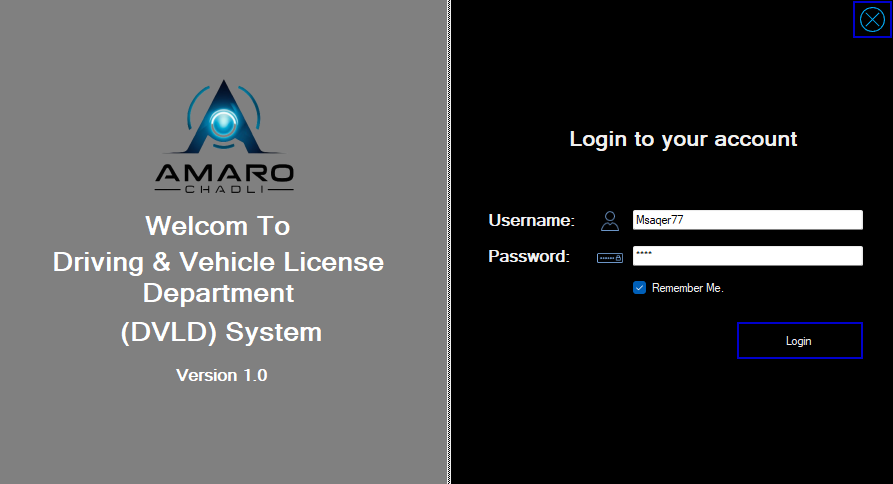 AMARO
CHADLI
Welcom To
Driving & Vehicle License
Department
(DVLD) System
Version 1.0
Login to your account
Username:
Msaqer77
Password:
****
Remember Me.
Login